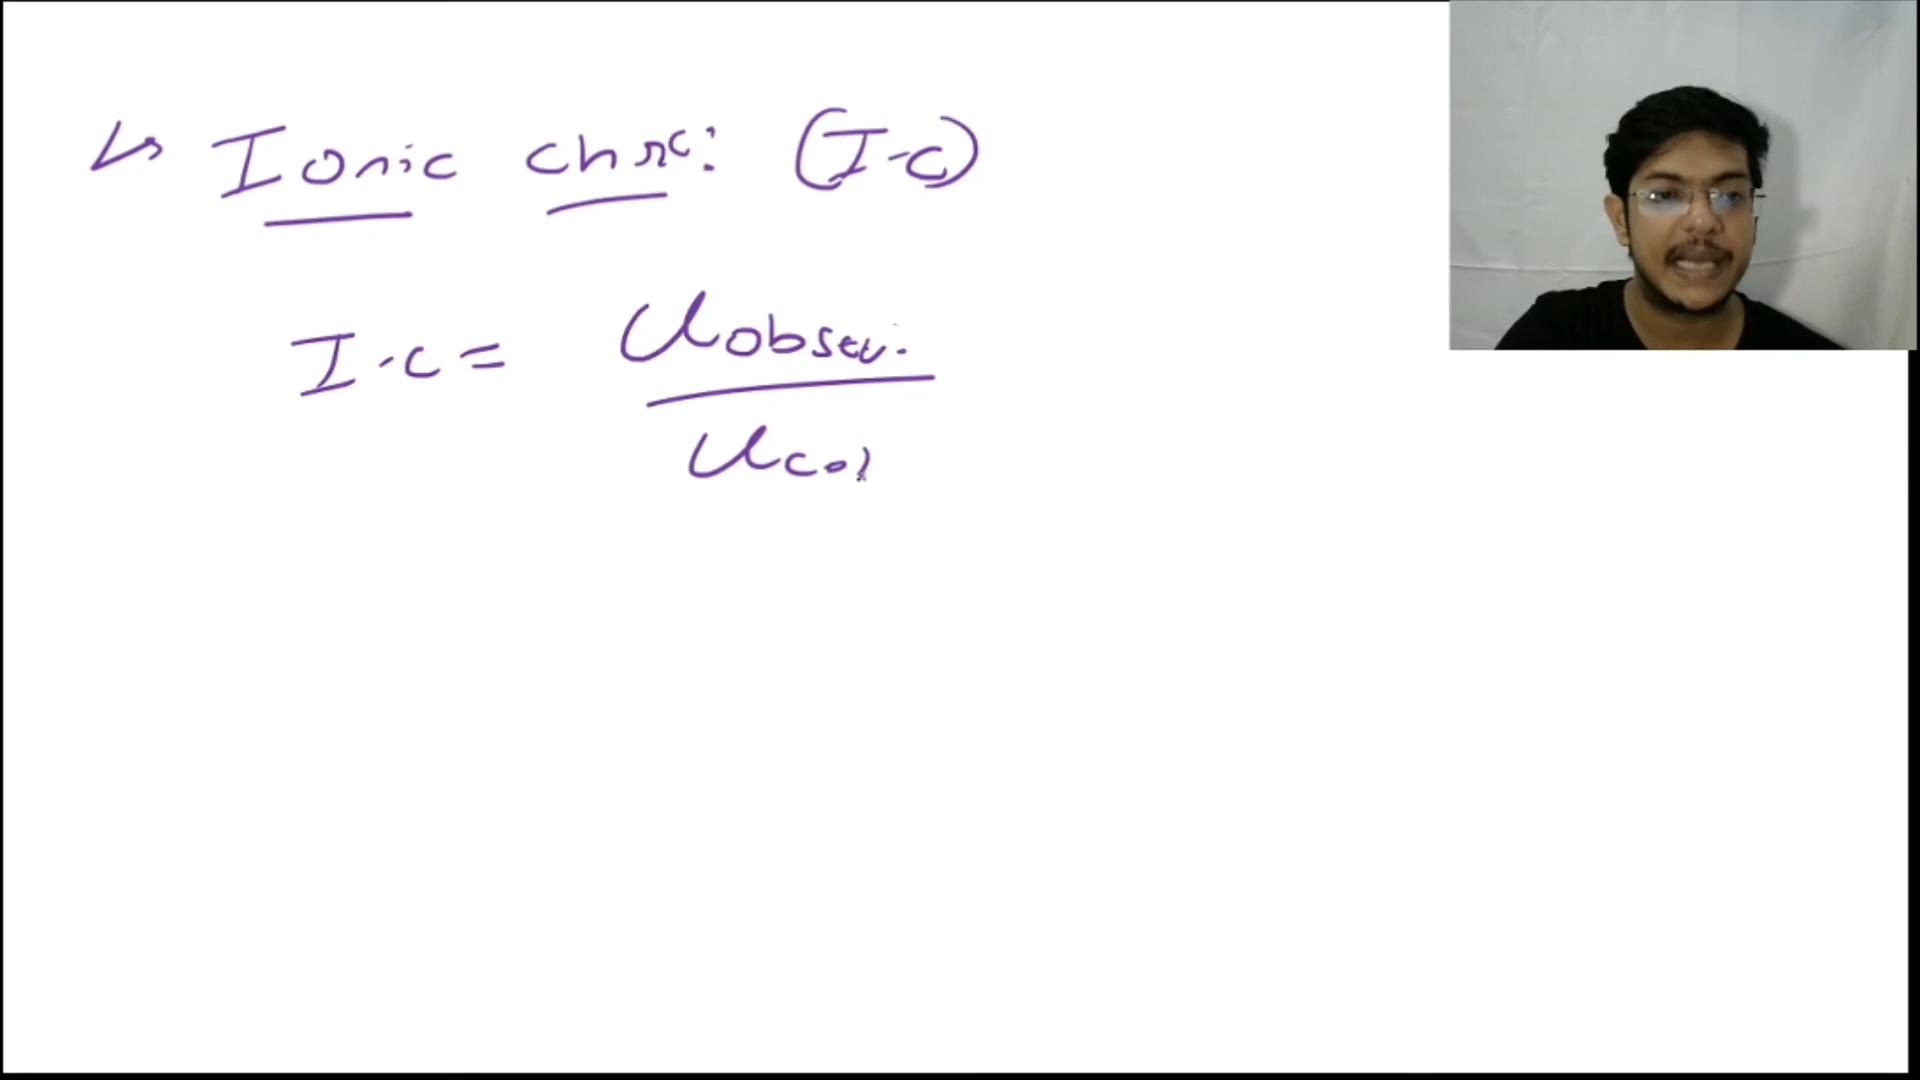 ↳ Ionic chrc: (I·c)
I·c = μobser.
μcal